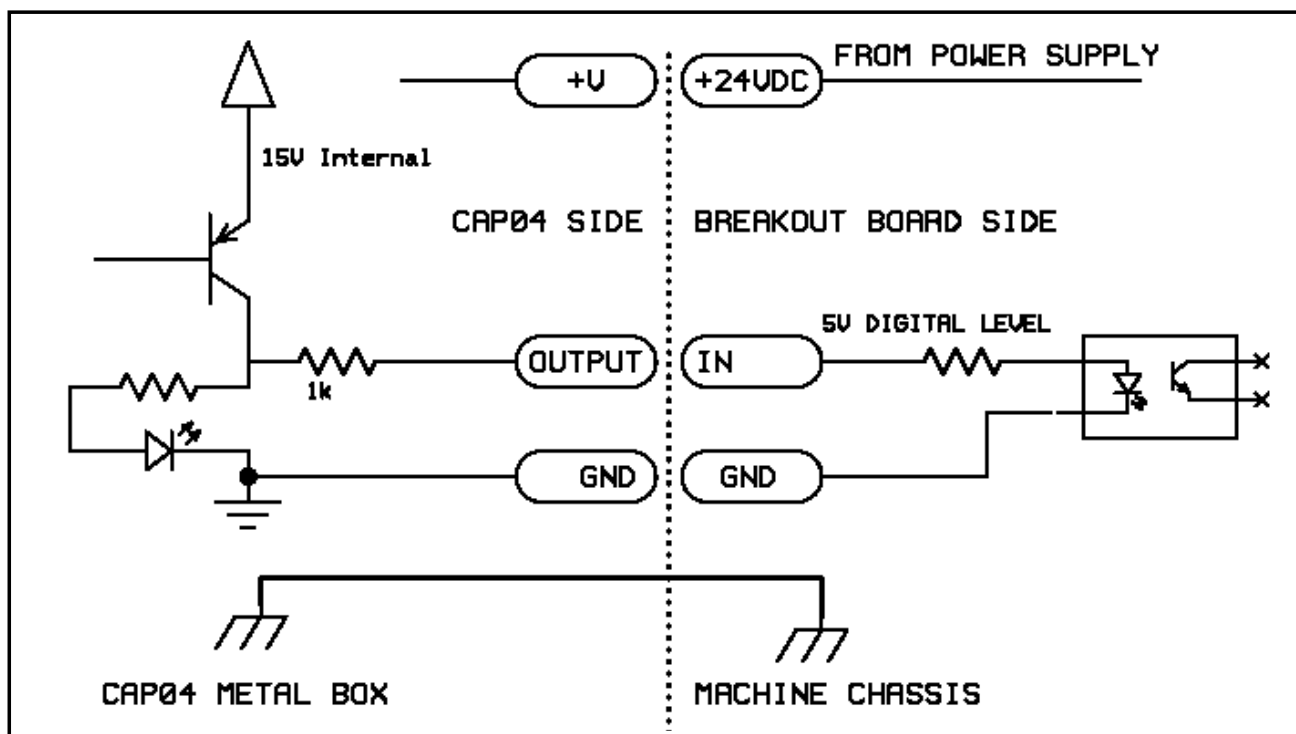 +V
+24VDC
FROM POWER SUPPLY
15V Internal
CAP04 SIDE
BREAKOUT BOARD SIDE
5V DIGITAL LEVEL
OUTPUT
IN
1k
GND
GND
CAP04 METAL BOX
MACHINE CHASSIS